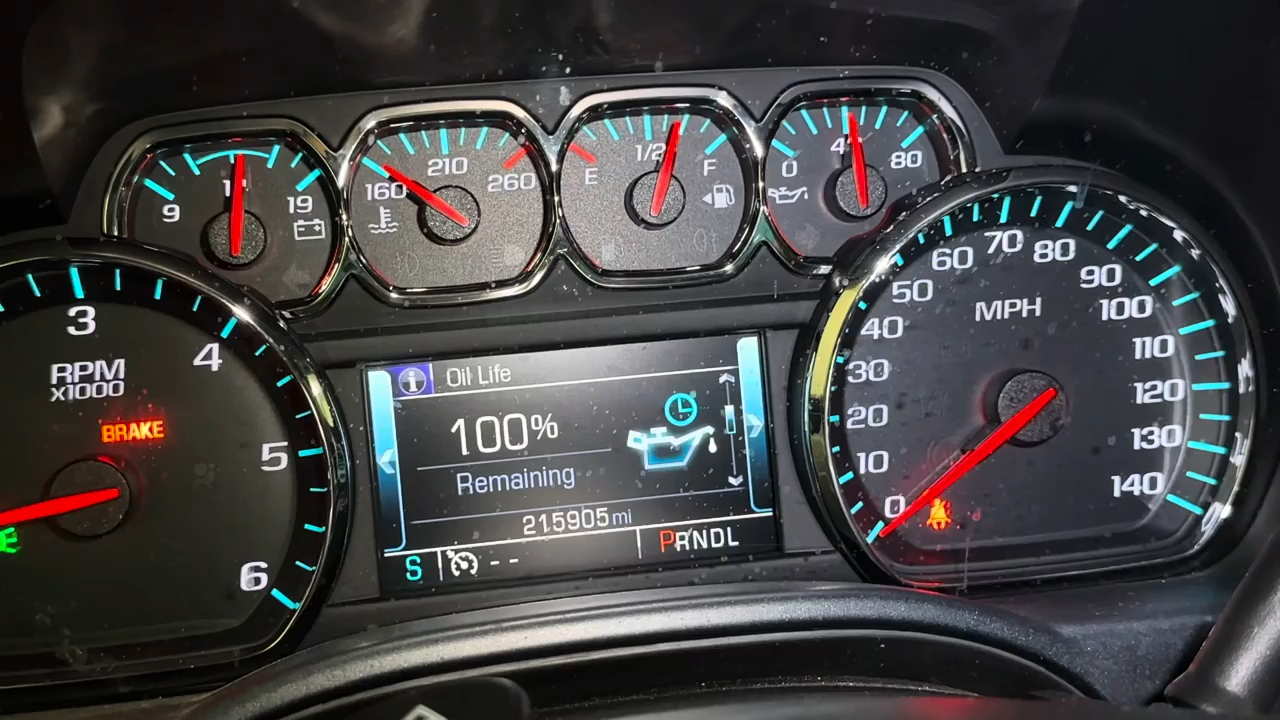 9 19
160 210 260
E 1/2 F
0 80
3
4
5
6
RPM
x1000
BRAKE
i Oil Life
100%
Remaining
215905 mi
S -- PRNDL
MPH
0
10
20
30
40
50
60
70
80
90
100
110
120
130
140